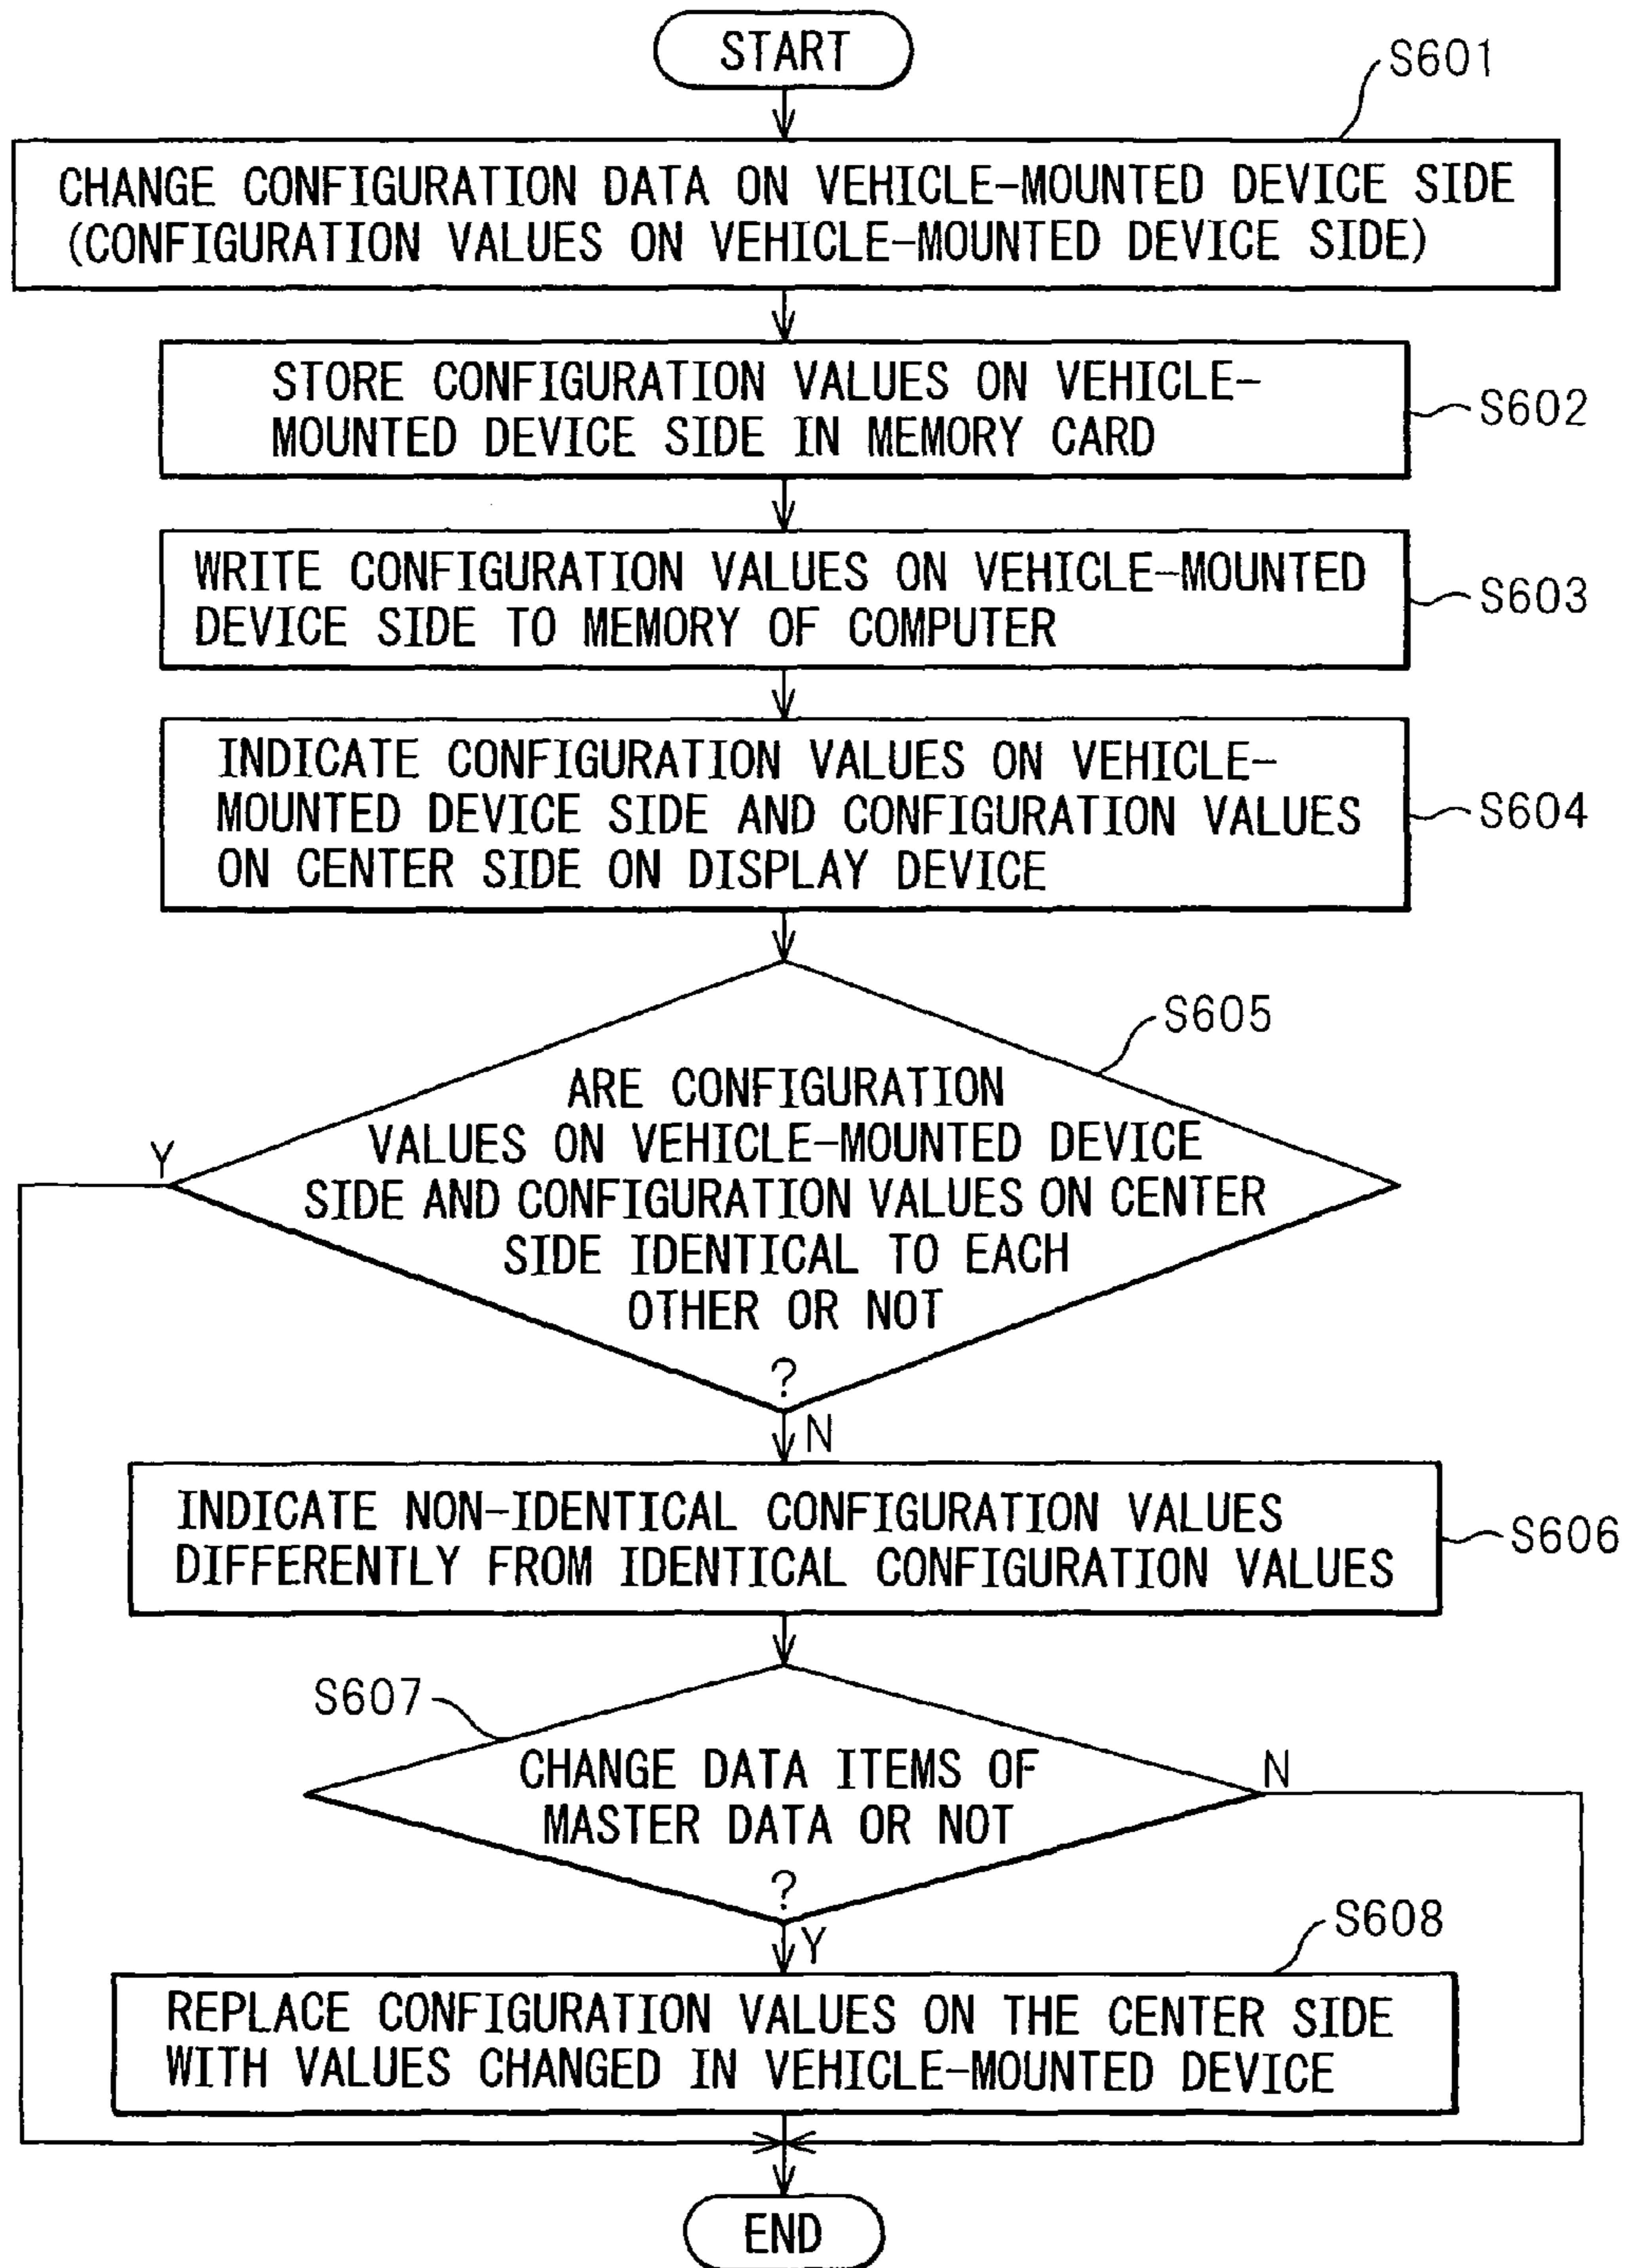 START
S601
CHANGE CONFIGURATION DATA ON VEHICLE-MOUNTED DEVICE SIDE
(CONFIGURATION VALUES ON VEHICLE-MOUNTED DEVICE SIDE)
STORE CONFIGURATION VALUES ON VEHICLE-
MOUNTED DEVICE SIDE IN MEMORY CARD
S602
WRITE CONFIGURATION VALUES ON VEHICLE-MOUNTED
DEVICE SIDE TO MEMORY OF COMPUTER
S603
INDICATE CONFIGURATION VALUES ON VEHICLE-
MOUNTED DEVICE SIDE AND CONFIGURATION VALUES
ON CENTER SIDE ON DISPLAY DEVICE
S604
S605
ARE CONFIGURATION
VALUES ON VEHICLE-MOUNTED DEVICE
SIDE AND CONFIGURATION VALUES ON CENTER
SIDE IDENTICAL TO EACH
OTHER OR NOT
?
Y
N
INDICATE NON-IDENTICAL CONFIGURATION VALUES
DIFFERENTLY FROM IDENTICAL CONFIGURATION VALUES
S606
S607
CHANGE DATA ITEMS OF
MASTER DATA OR NOT
?
N
Y
S608
REPLACE CONFIGURATION VALUES ON THE CENTER SIDE
WITH VALUES CHANGED IN VEHICLE-MOUNTED DEVICE
END